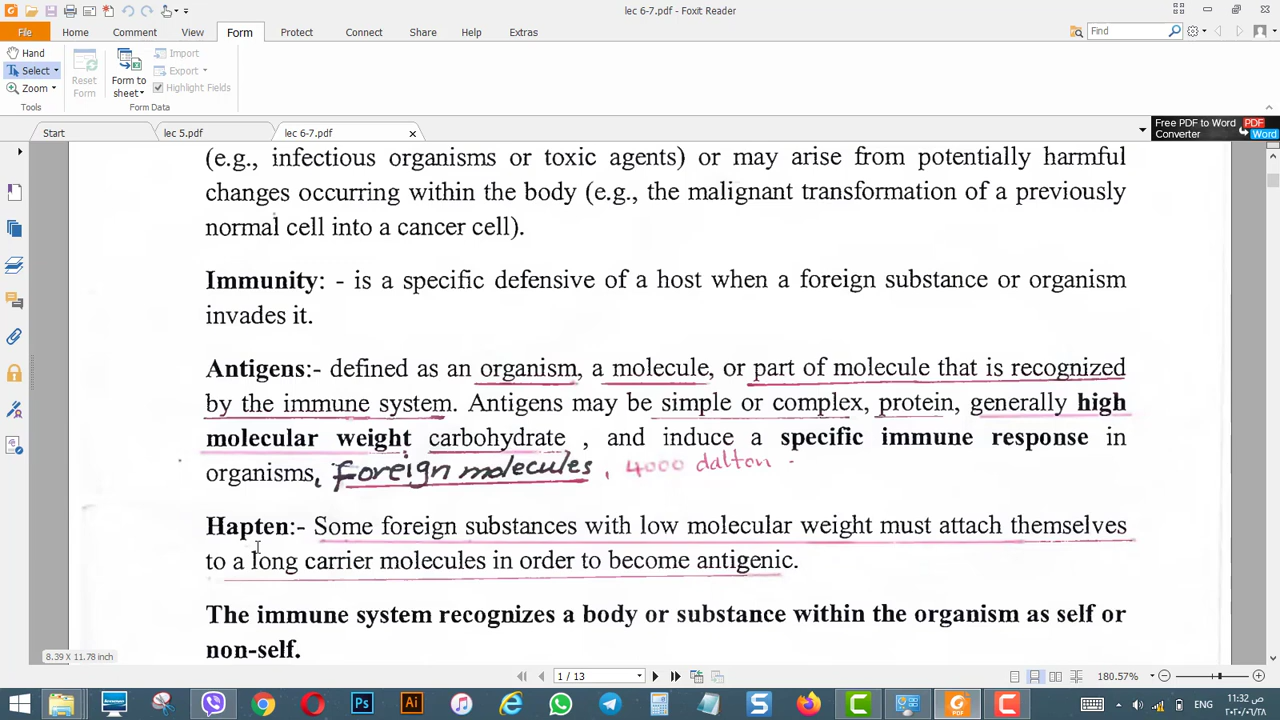 lec 6-7.pdf - Foxit Reader
File Home Comment Form View Protect Connect Share Help Extras Find
Hand
Select
Zoom
Tools
Reset Form
Form to sheet
Import
Export
Highlight Fields
Form Data
Start lec 5.pdf lec 6-7.pdf
Free PDF to Word Converter PDF Word
(e.g., infectious organisms or toxic agents) or may arise from potentially harmful
changes occurring within the body (e.g., the malignant transformation of a previously
normal cell into a cancer cell).
Immunity: - is a specific defensive of a host when a foreign substance or organism
invades it.
Antigens:- defined as an organism, a molecule, or part of molecule that is recognized
by the immune system. Antigens may be simple or complex, protein, generally high
molecular weight carbohydrate , and induce a specific immune response in
organisms, foreign molecules , 4000 dalton
Hapten:- Some foreign substances with low molecular weight must attach themselves
to a long carrier molecules in order to become antigenic.
The immune system recognizes a body or substance within the organism as self or
non-self.
8.39 X 11.78 inch
1 / 13
180.57%
ENG
11:32 ص
٢٠٢٠/٠٦/٢٨